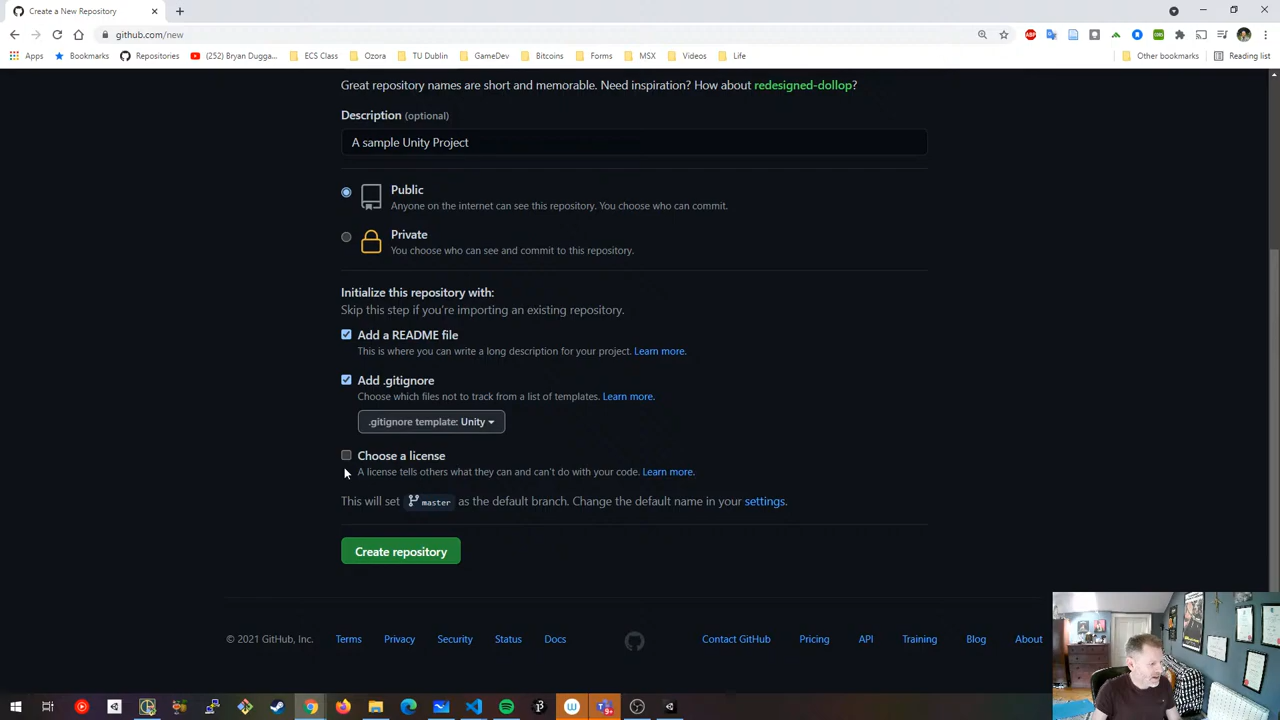 Create a New Repository
github.com/new
ABP
Apps
Bookmarks
Repositories
(252) Bryan Dugga...
ECS Class
Ozora
TU Dublin
GameDev
Bitcoins
Forms
MSX
Videos
Life
Other bookmarks
Reading list
Great repository names are short and memorable. Need inspiration? How about redesigned-dollop?
Description (optional)
A sample Unity Project
Public
Anyone on the internet can see this repository. You choose who can commit.
Private
You choose who can see and commit to this repository.
Initialize this repository with:
Skip this step if you're importing an existing repository.
Add a README file
This is where you can write a long description for your project. Learn more.
Add .gitignore
Choose which files not to track from a list of templates. Learn more.
.gitignore template: Unity
Choose a license
A license tells others what they can and can't do with your code. Learn more.
This will set master as the default branch. Change the default name in your settings.
Create repository
© 2021 GitHub, Inc.
Terms
Privacy
Security
Status
Docs
Contact GitHub
Pricing
API
Training
Blog
About